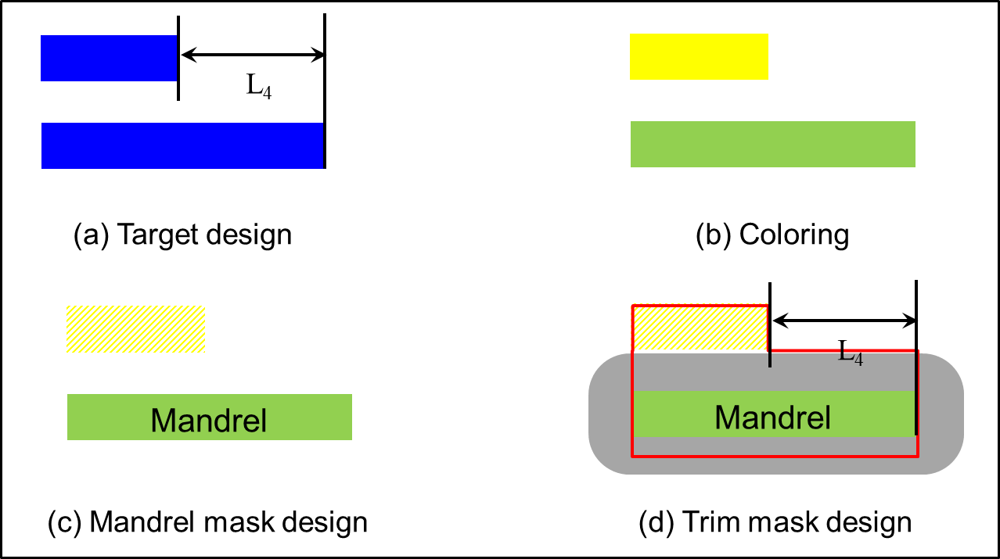 L4
(a) Target design
(b) Coloring
L4
Mandrel
Mandrel
(c) Mandrel mask design
(d) Trim mask design